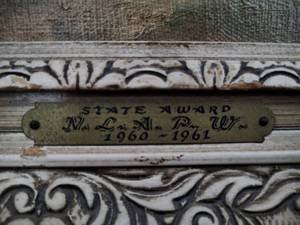 STATE AWARD
N. L. A. P. W.
1960 - 1961